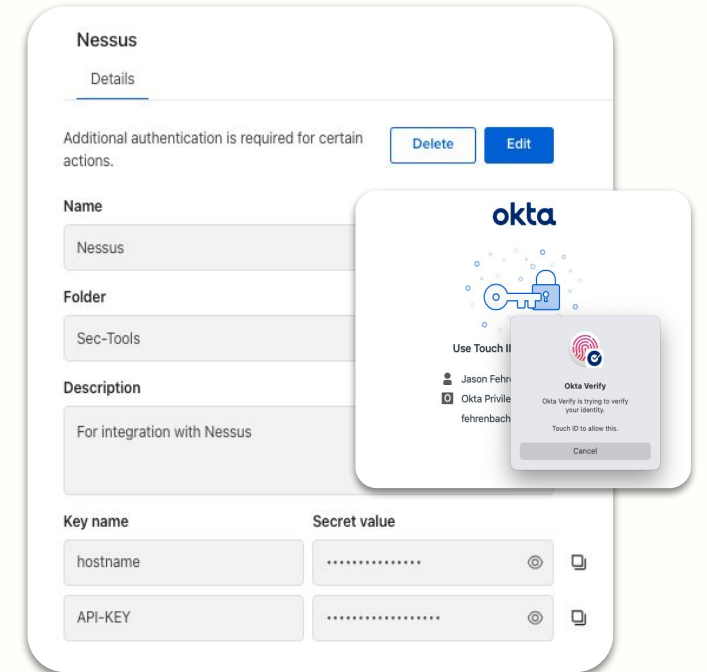 Nessus
Details
Additional authentication is required for certain
actions.
Delete
Edit
Name
Nessus
Folder
Sec-Tools
Description
For integration with Nessus
Key name
Secret value
hostname
API-KEY
okta
Use Touch
Jason
Okta
Okta Verify
Okta Verify is trying to verify
your identity.
Touch ID to allow this.
Cancel